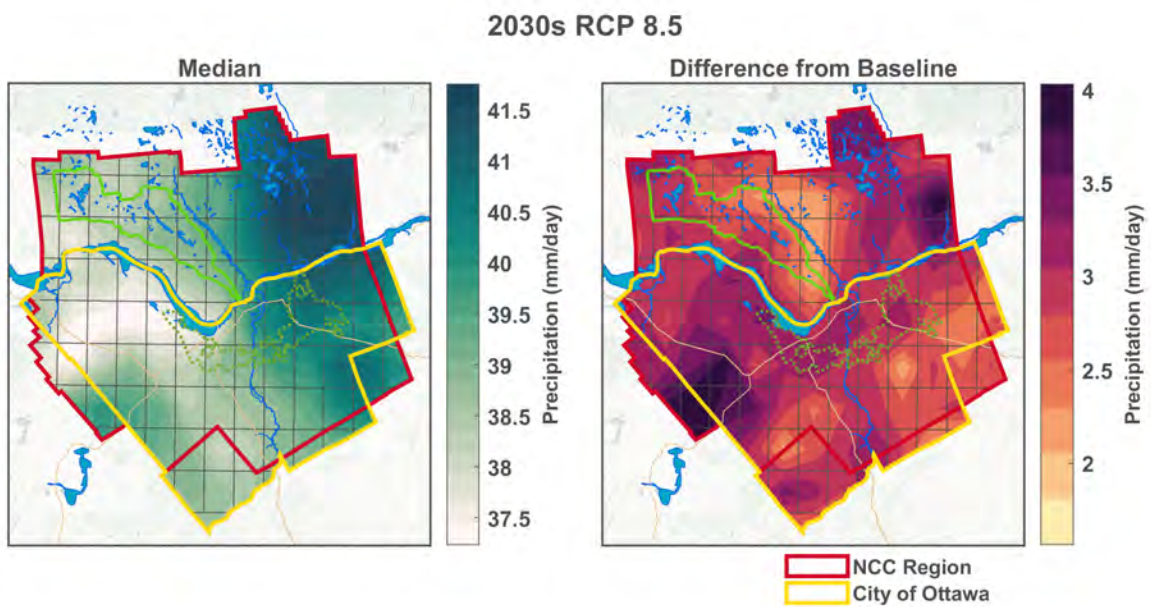 2030s RCP 8.5
Median
Difference from Baseline
41.5
41
40.5
40
39.5
39
38.5
38
37.5
Precipitation (mm/day)
4
3.5
3
2.5
2
Precipitation (mm/day)
NCC Region
City of Ottawa